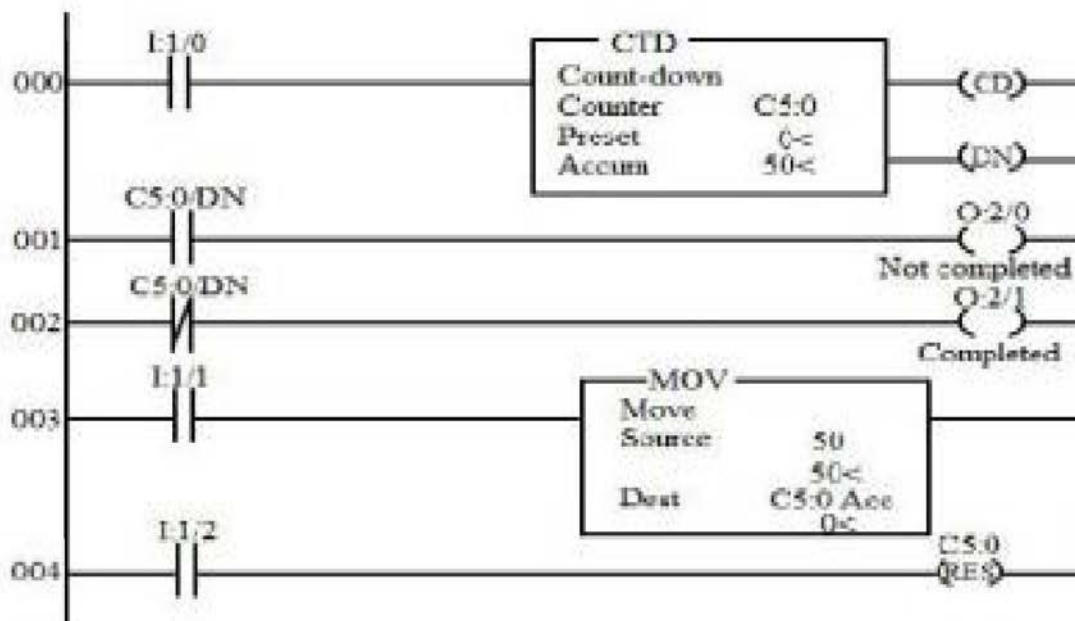 I:1/0
CTD
000
Count-down
(CD)
Counter C5:0
Preset 0<
(DN)
Accum 50<
C5:0/DN
O:2/0
001
Not completed
C5:0/DN
O:2/1
002
Completed
I:1/1
MOV
003
Move
Source 50
50<
Dest C5:0 Acc
0<
I:1/2
C5:0
004
(RES)